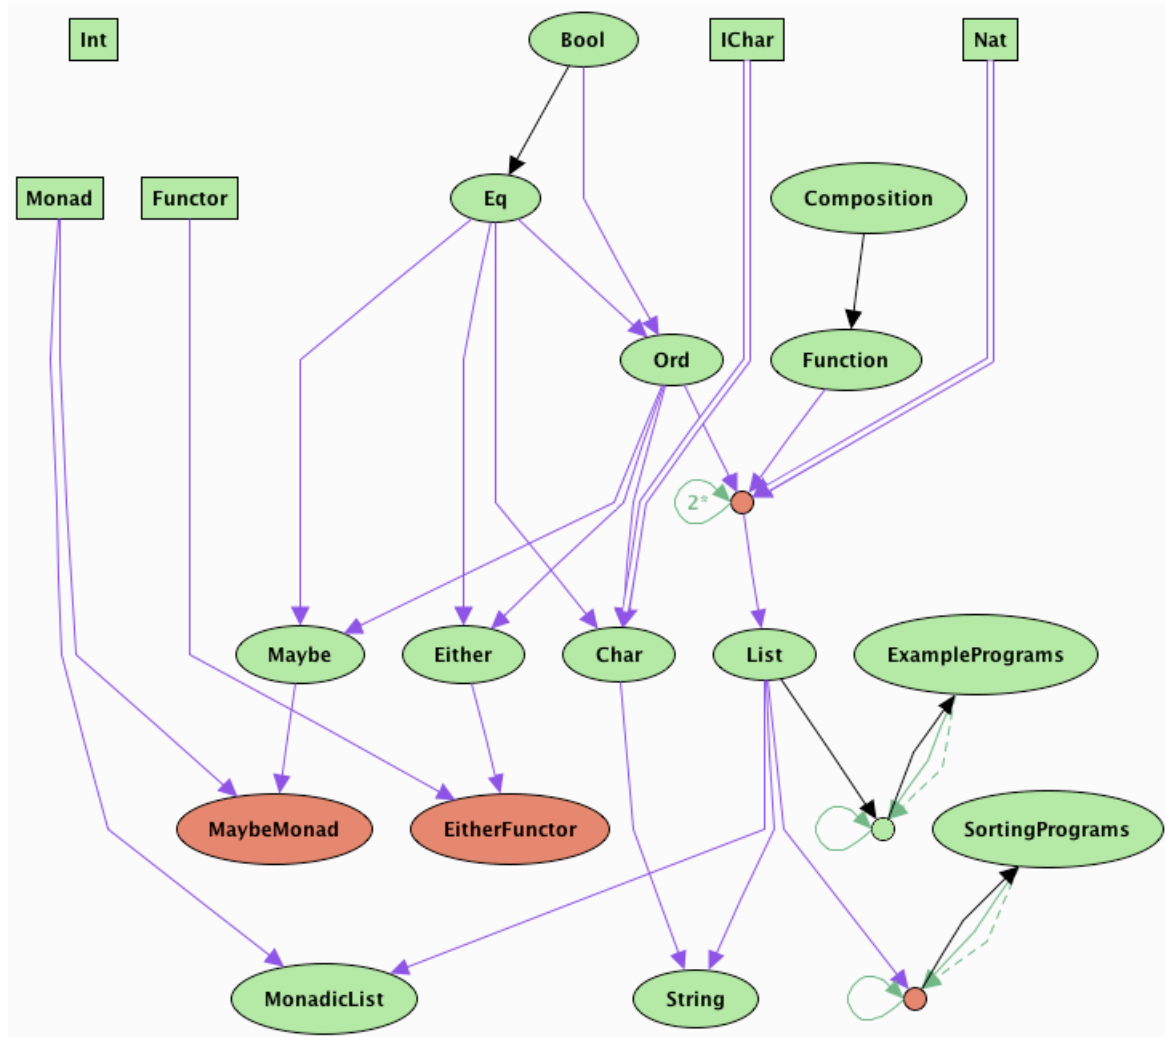 Int
Bool
IChar
Nat
Monad
Functor
Eq
Composition
Ord
Function
2*
Maybe
Either
Char
List
ExamplePrograms
MaybeMonad
EitherFunctor
SortingPrograms
MonadicList
String